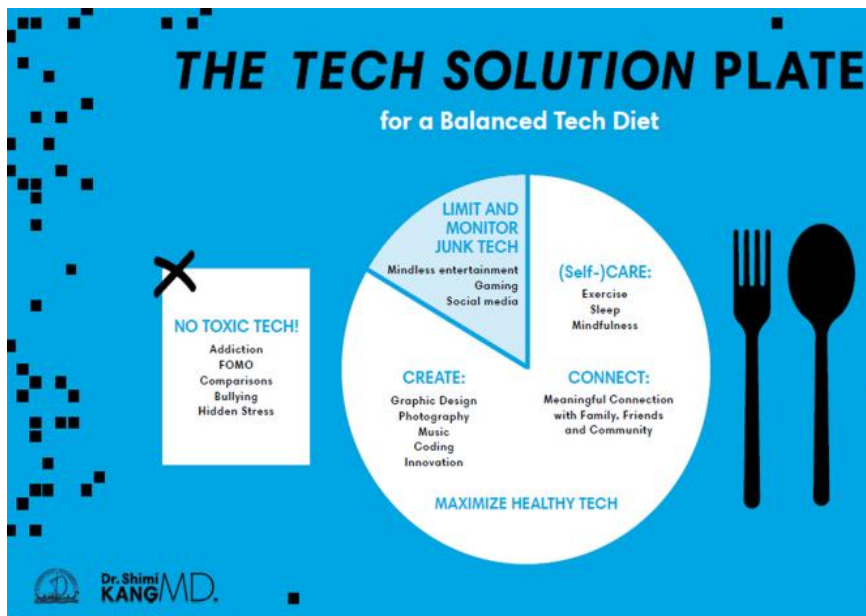 THE TECH SOLUTION PLATE
for a Balanced Tech Diet
LIMIT AND
MONITOR
JUNK TECH
Mindless entertainment
Gaming
Social media
(Self-)CARE:
Exercise
Sleep
Mindfulness
NO TOXIC TECH!
Addiction
FOMO
Comparisons
Bullying
Hidden Stress
CREATE:
Graphic Design
Photography
Music
Coding
Innovation
CONNECT:
Meaningful Connection
with Family, Friends
and Community
MAXIMIZE HEALTHY TECH
Dr. Shimi
KANG MD.